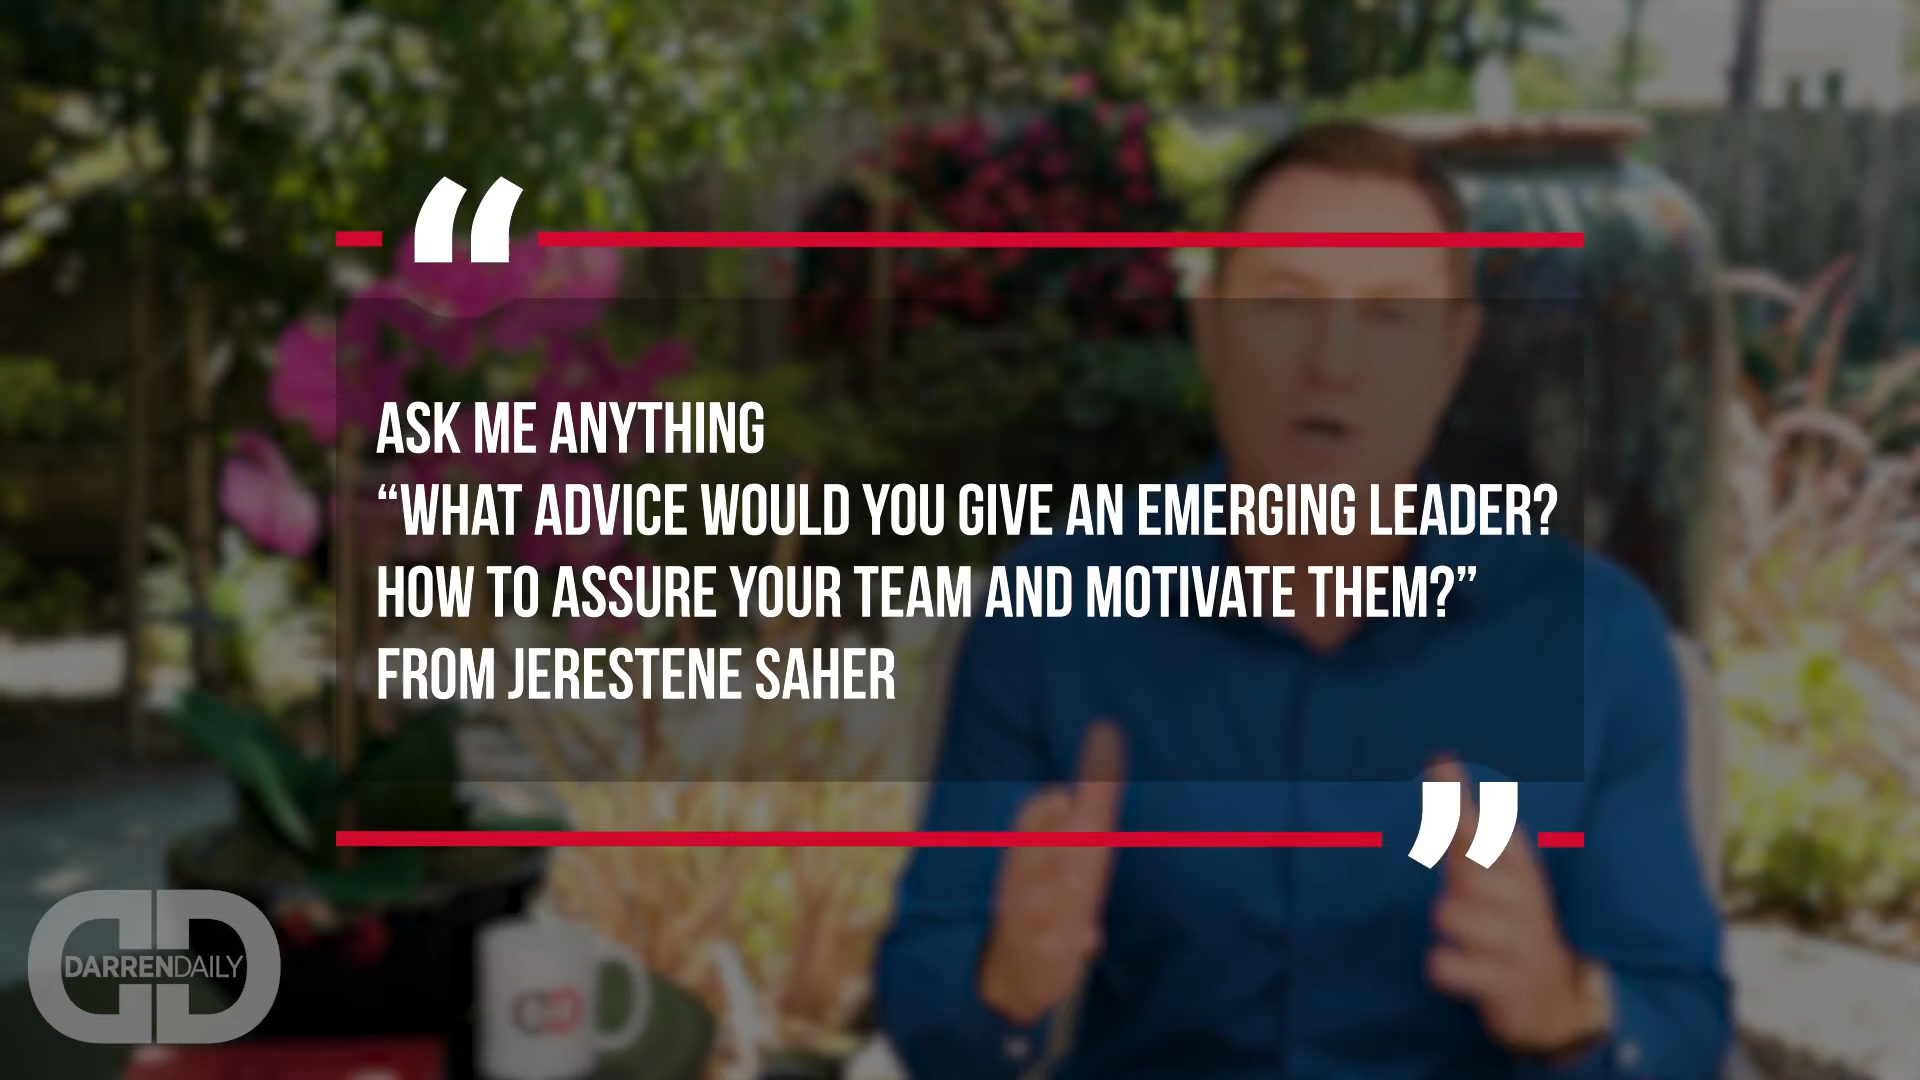 “
ASK ME ANYTHING
“WHAT ADVICE WOULD YOU GIVE AN EMERGING LEADER?
HOW TO ASSURE YOUR TEAM AND MOTIVATE THEM?”
FROM JERESTENE SAHER
”
DARRENDAILY